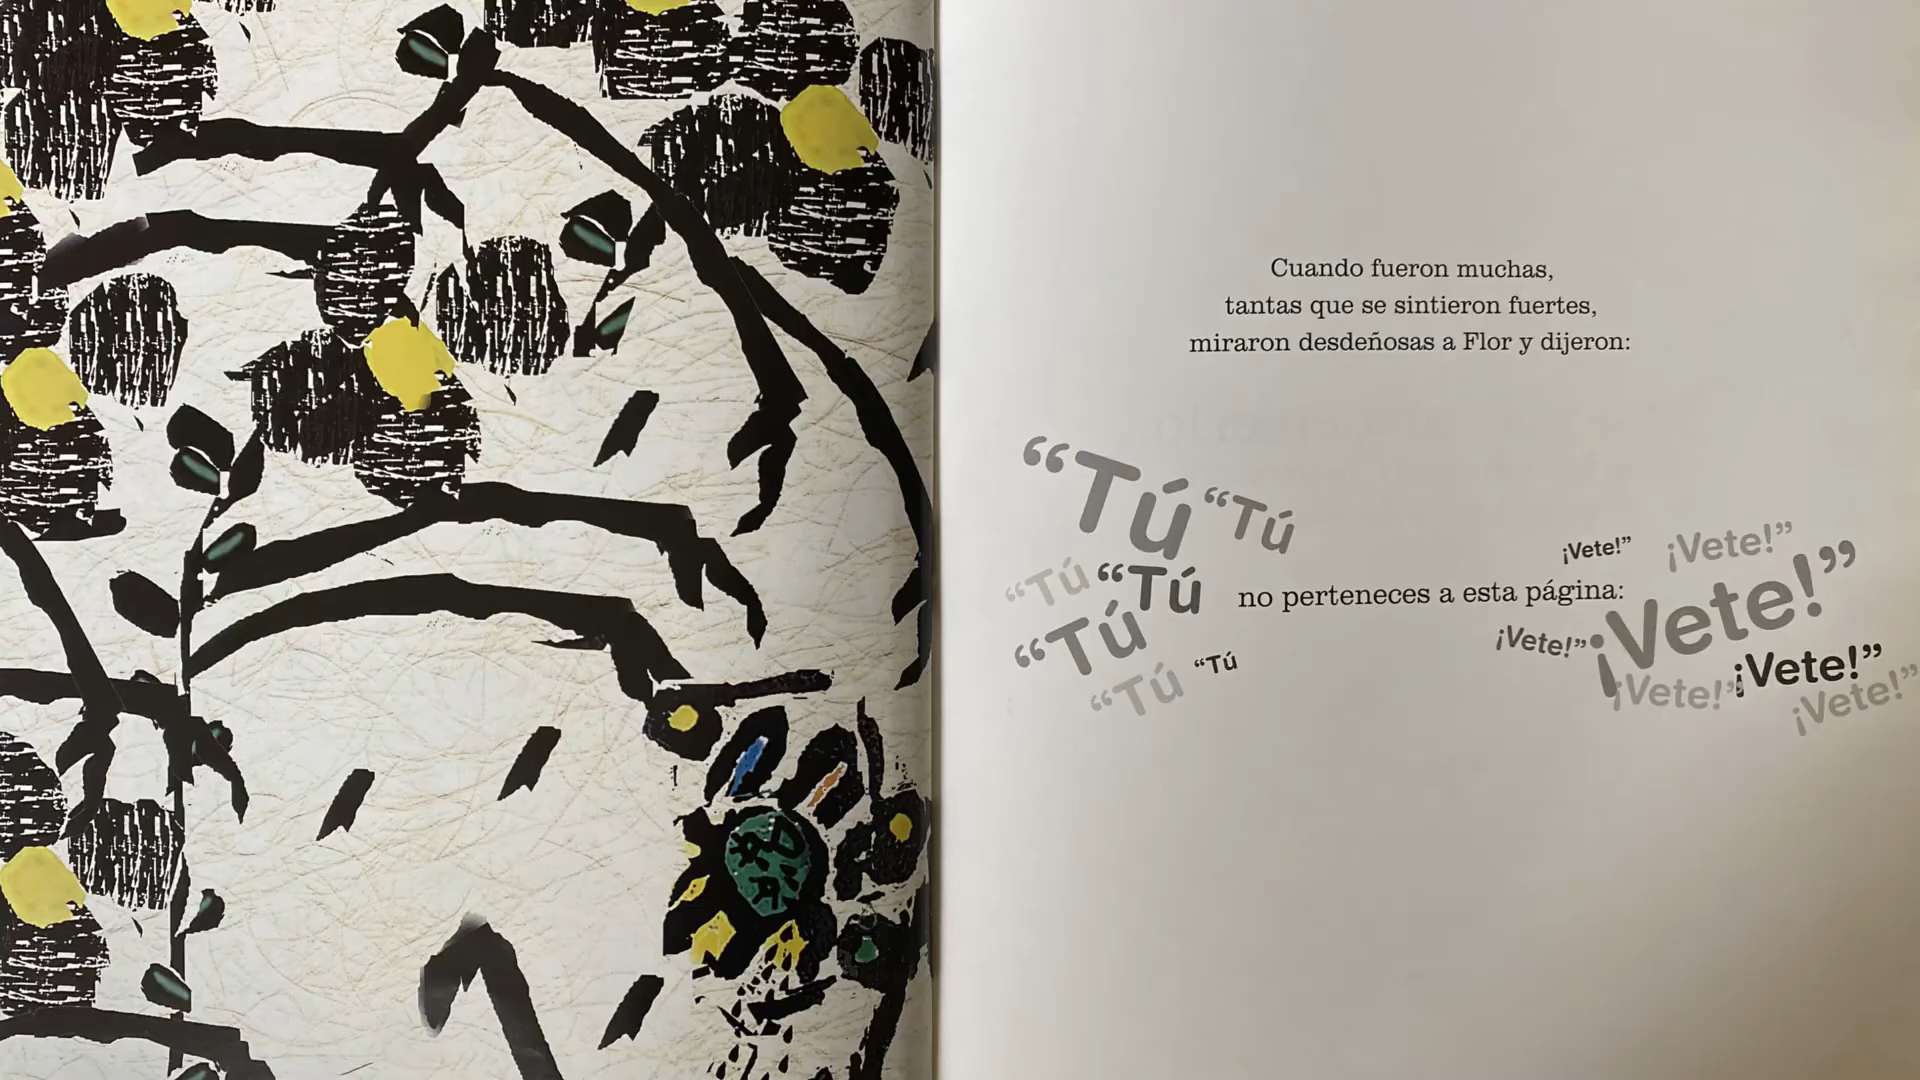 Cuando fueron muchas,
tantas que se sintieron fuertes,
miraron desdeñosas a Flor y dijeron:
“Tú
“Tú
“Tú
“Tú
“Tú
“Tú
“Tú
no perteneces a esta página:
¡Vete!”
¡Vete!”
¡Vete!”
¡Vete!”
¡Vete!”
¡Vete!”
¡Vete!”